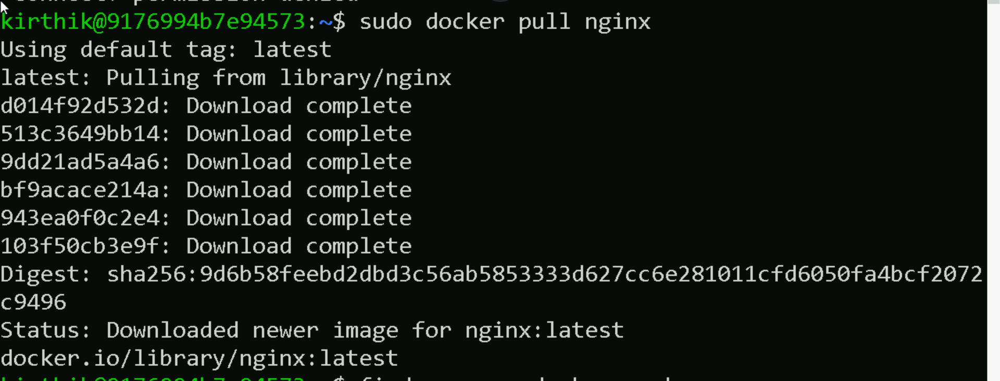 kirthik@9176994b7e94573:~$ sudo docker pull nginx
Using default tag: latest
latest: Pulling from library/nginx
d014f92d532d: Download complete
513c3649bb14: Download complete
9dd21ad5a4a6: Download complete
bf9acace214a: Download complete
943ea0f0c2e4: Download complete
103f50cb3e9f: Download complete
Digest: sha256:9d6b58feebd2dbd3c56ab5853333d627cc6e281011cfd6050fa4bcf2072
c9496
Status: Downloaded newer image for nginx:latest
docker.io/library/nginx:latest